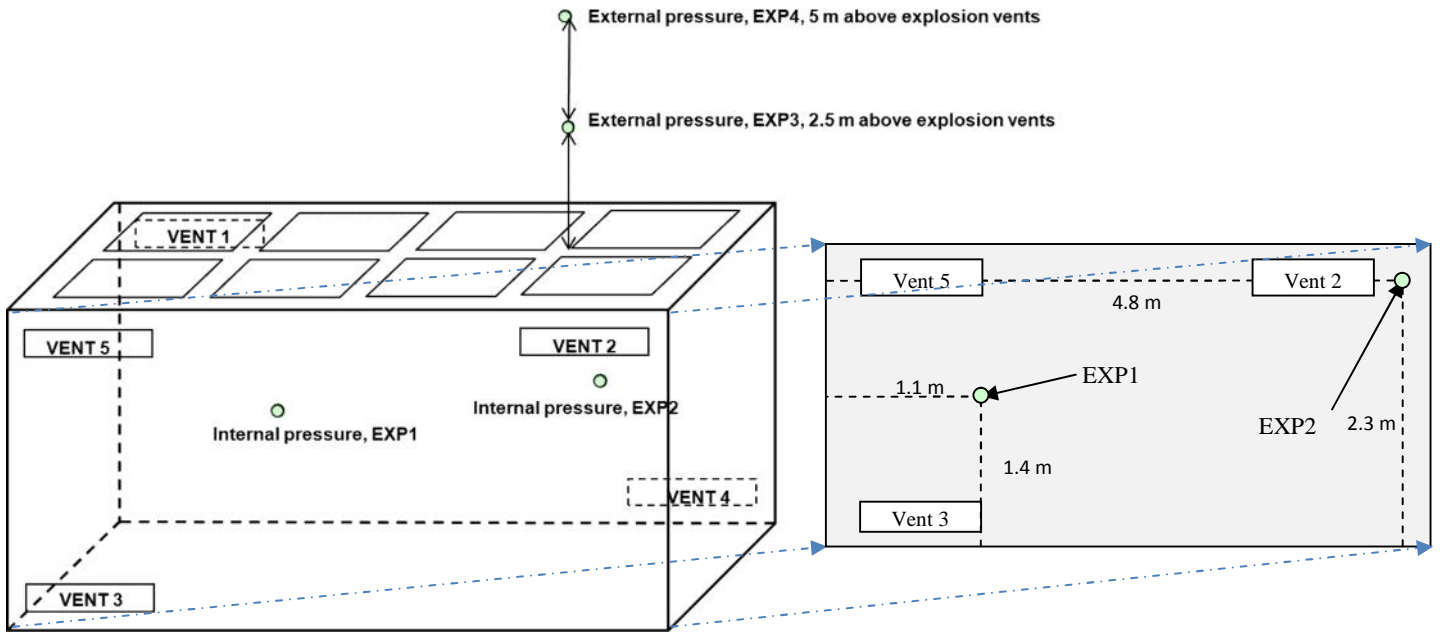 External pressure, EXP4, 5 m above explosion vents
External pressure, EXP3, 2.5 m above explosion vents
VENT 1
VENT 5
VENT 2
Internal pressure, EXP2
Internal pressure, EXP1
VENT 4
VENT 3
Vent 5
Vent 2
4.8 m
EXP1
1.1 m
EXP2
2.3 m
1.4 m
Vent 3